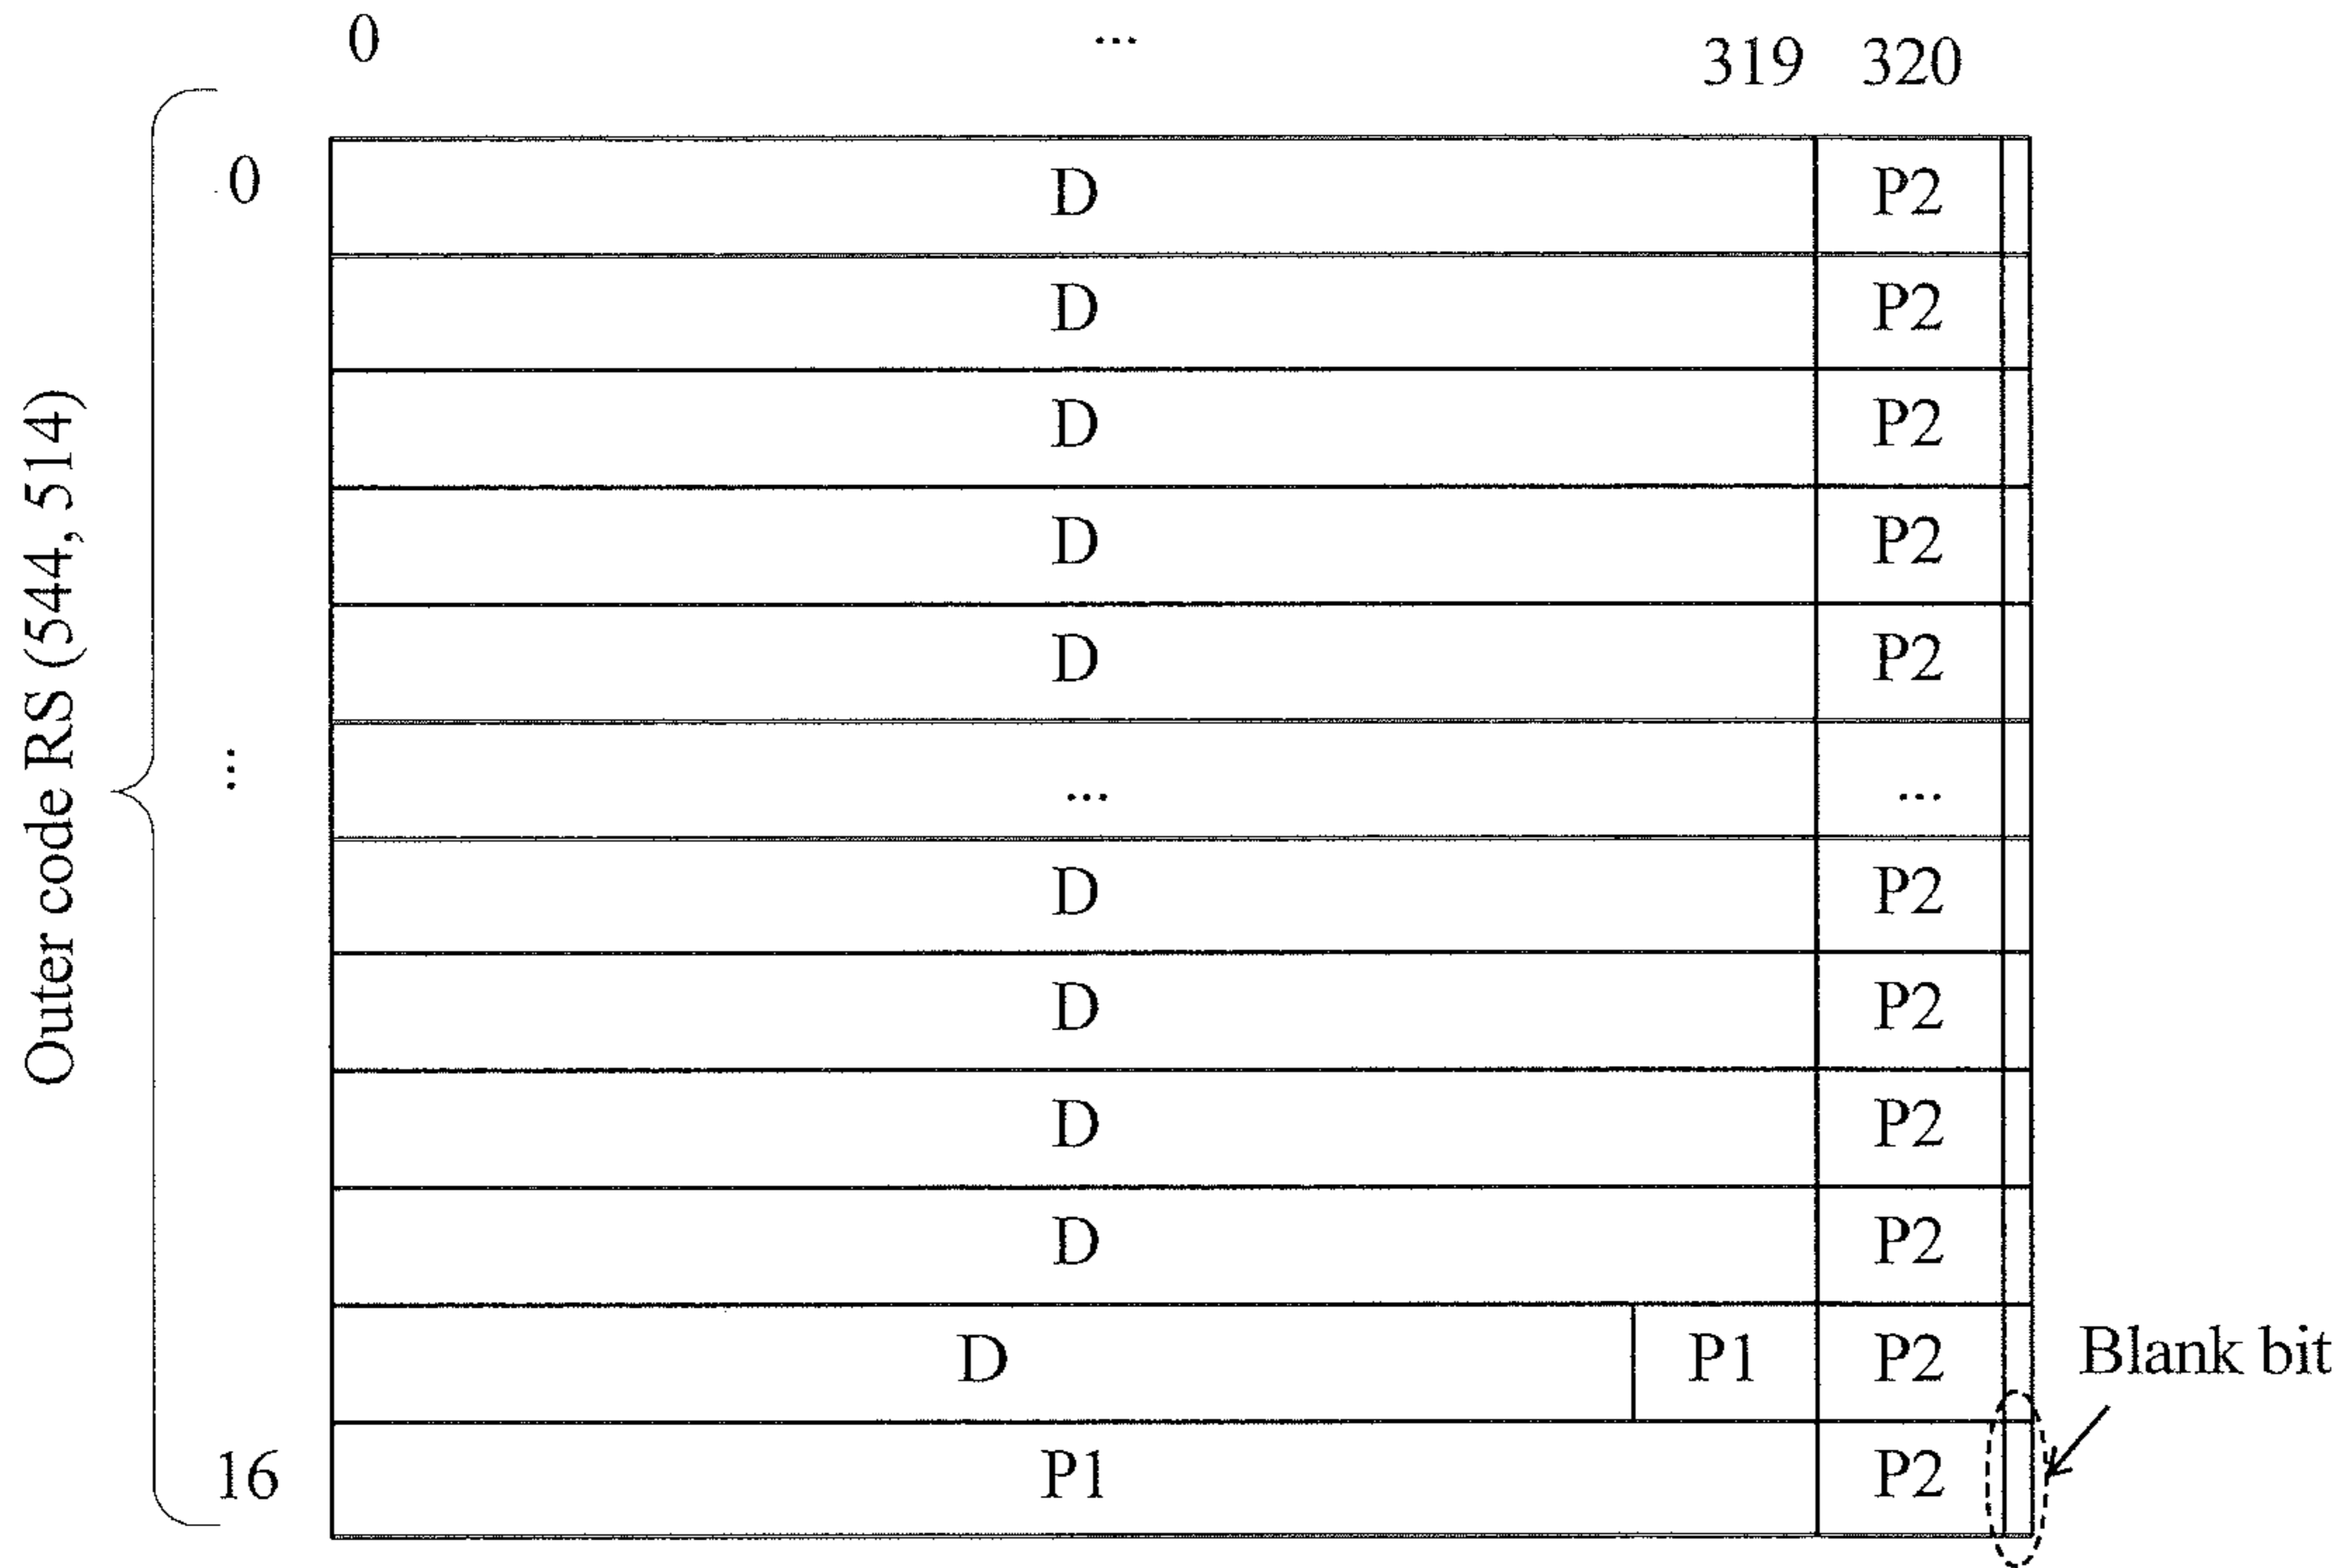 0 ... 319 320
Outer code RS (544, 514)
0 D P2
D P2
D P2
D P2
D P2
... ... ...
D P2
D P2
D P2
D P2
D P1 P2 Blank bit
16 P1 P2